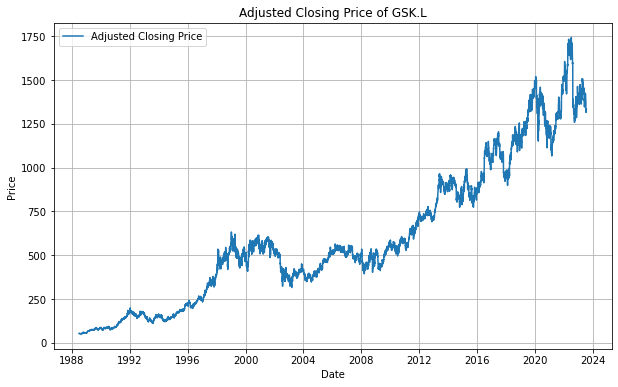 Adjusted Closing Price of GSK.L
Adjusted Closing Price
1750
1500
1250
1000
750
500
250
0
Price
1988 1992 1996 2000 2004 2008 2012 2016 2020 2024
Date